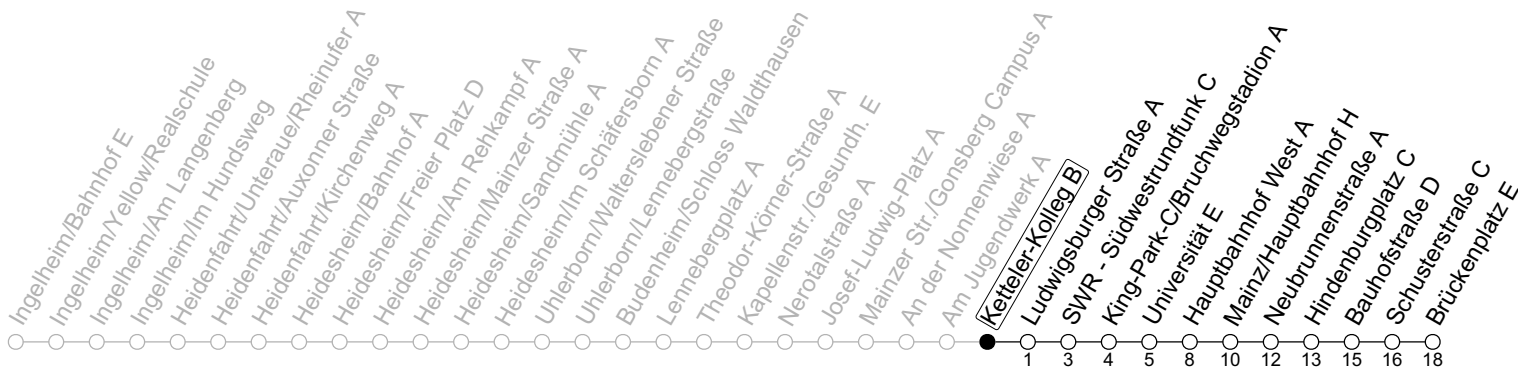 Ingelheim/Bahnhof E
Ingelheim/Yellow/Realschule
Ingelheim/Am Langenberg
Ingelheim/Im Hundsweg
Heidenfahrt/Unteraue/Rheinufer A
Heidenfahrt/Auxonner Straße
Heidenfahrt/Kirchenweg A
Heidesheim/Bahnhof A
Heidesheim/Freier Platz D
Heidesheim/Am Rehkampf A
Heidesheim/Mainzer Straße A
Heidesheim/Sandmühle A
Heidesheim/Im Schäfersborn A
Uhlerborn/Walterslebener Straße
Uhlerborn/Lennebergstraße
Budenheim/Schloss Waldthausen
Lennebergplatz A
Theodor-Körner-Straße A
Kapellenstr./Gesundh. E
Nerotalstraße A
Josef-Ludwig-Platz A
Mainzer Str./Gonsberg Campus A
An der Nonnenwiese A
Am Jugendwerk A
Ketteler-Kolleg B
Ludwigsburger Straße A
SWR - Südwestrundfunk C
King-Park-C/Bruchwegstadion A
Universität E
Hauptbahnhof West A
Mainz/Hauptbahnhof H
Neubrunnenstraße A
Hindenburgplatz C
Bauhofstraße D
Schusterstraße C
Brückenplatz E
1 3 4 5 8 10 12 13 15 16 18